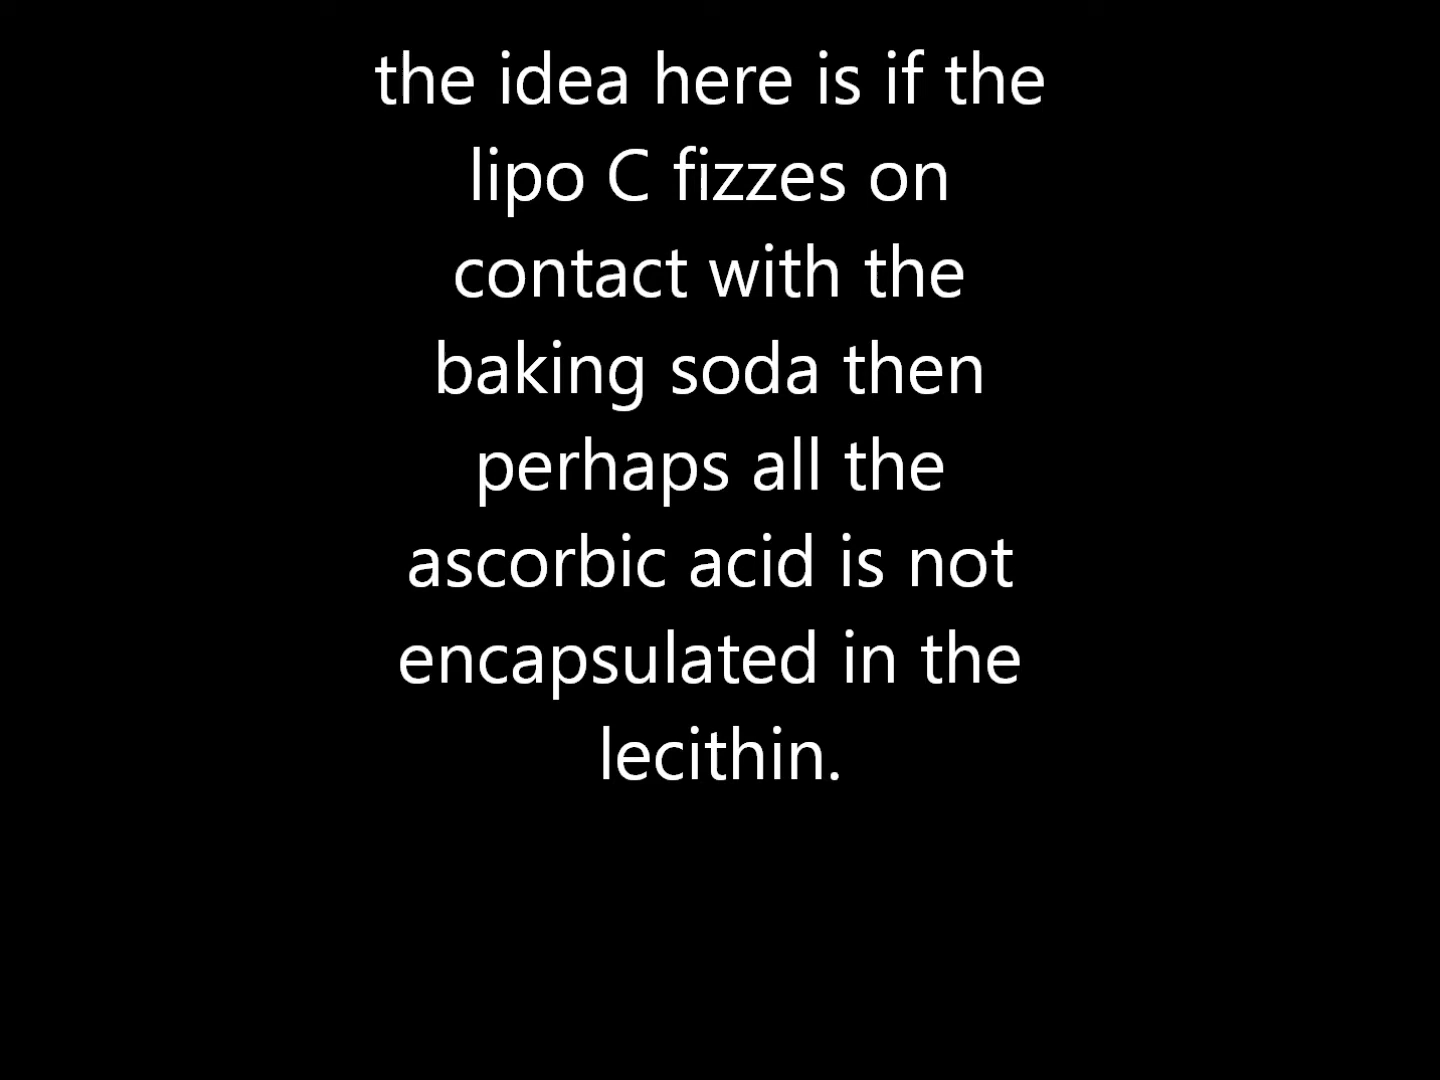 the idea here is if the
lipo C fizzes on
contact with the
baking soda then
perhaps all the
ascorbic acid is not
encapsulated in the
lecithin.